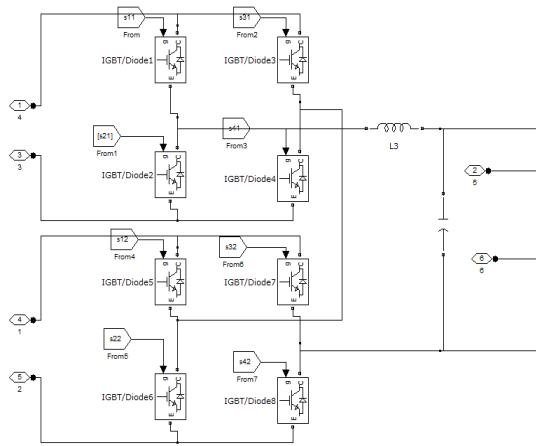 s11
From
s31
From2
g C
g C
IGBT/Diode1
IGBT/Diode3
E
E
1
4
[s21]
From1
s41
From3
L3
3
3
g C
g C
IGBT/Diode2
IGBT/Diode4
E
E
2
5
s12
From4
s32
From6
g C
g C
IGBT/Diode5
IGBT/Diode7
E
E
6
6
4
1
s22
From5
s42
From7
g C
g C
5
2
IGBT/Diode6
IGBT/Diode8
E
E